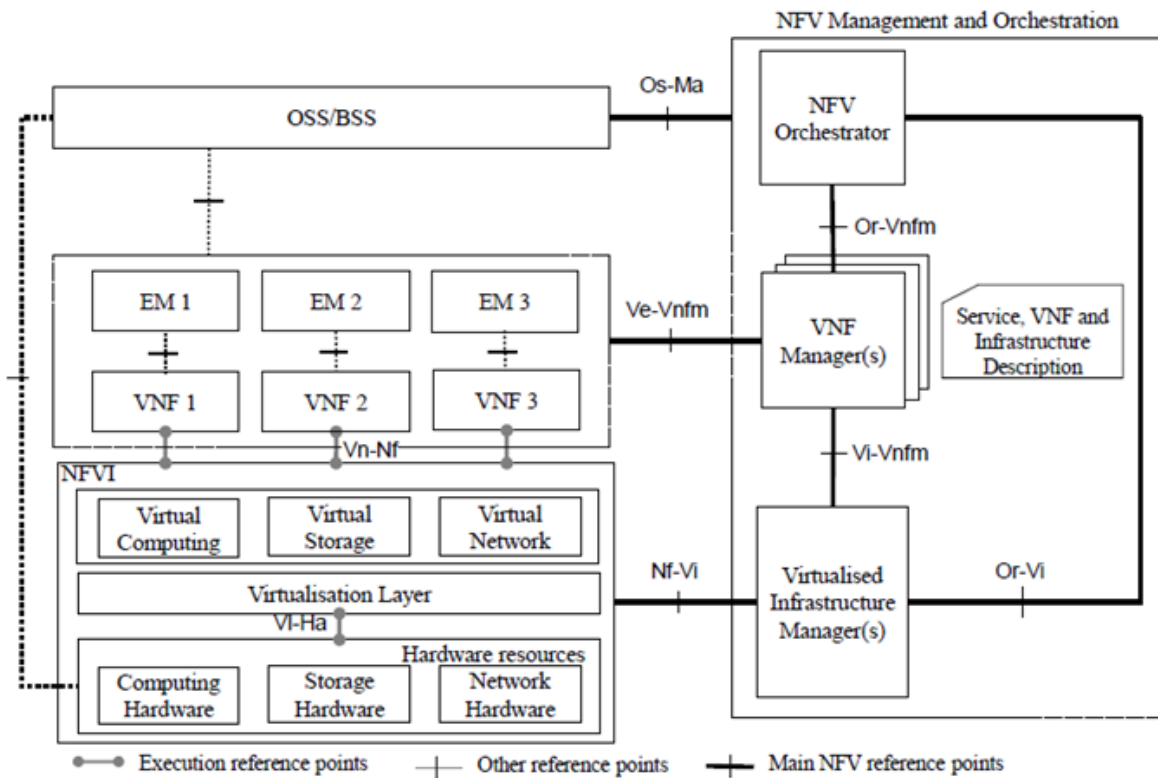 NFV Management and Orchestration
Os-Ma
OSS/BSS
NFV
Orchestrator
Or-Vnfm
EM 1
EM 2
EM 3
Ve-Vnfm
VNF
Manager(s)
Service, VNF and
Infrastructure
Description
VNF 1
VNF 2
VNF 3
Vn-Nf
Vi-Vnfm
NFVI
Virtual
Computing
Virtual
Storage
Virtual
Network
Nf-Vi
Virtualised
Infrastructure
Manager(s)
Or-Vi
Virtualisation Layer
Vl-Ha
Hardware resources
Computing
Hardware
Storage
Hardware
Network
Hardware
Execution reference points
Other reference points
Main NFV reference points